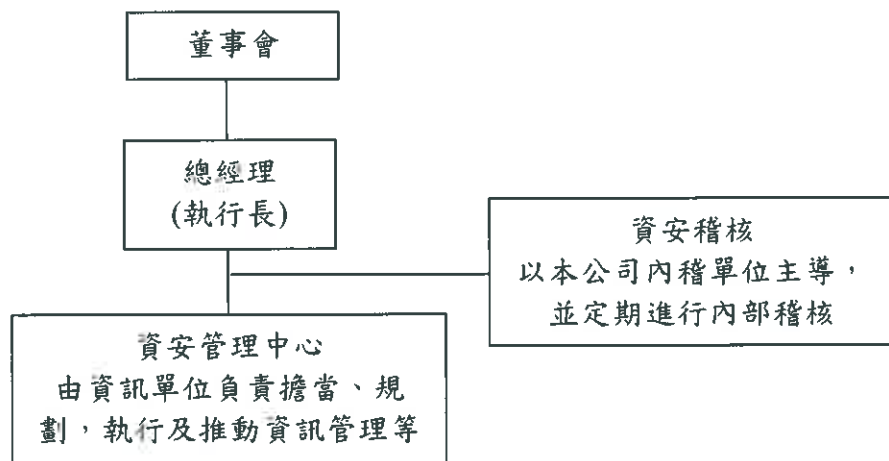 董事會
總經理
(執行長)
資安稽核
以本公司內稽單位主導，
並定期進行內部稽核
資安管理中心
由資訊單位負責擔當、規
劃，執行及推動資訊管理等